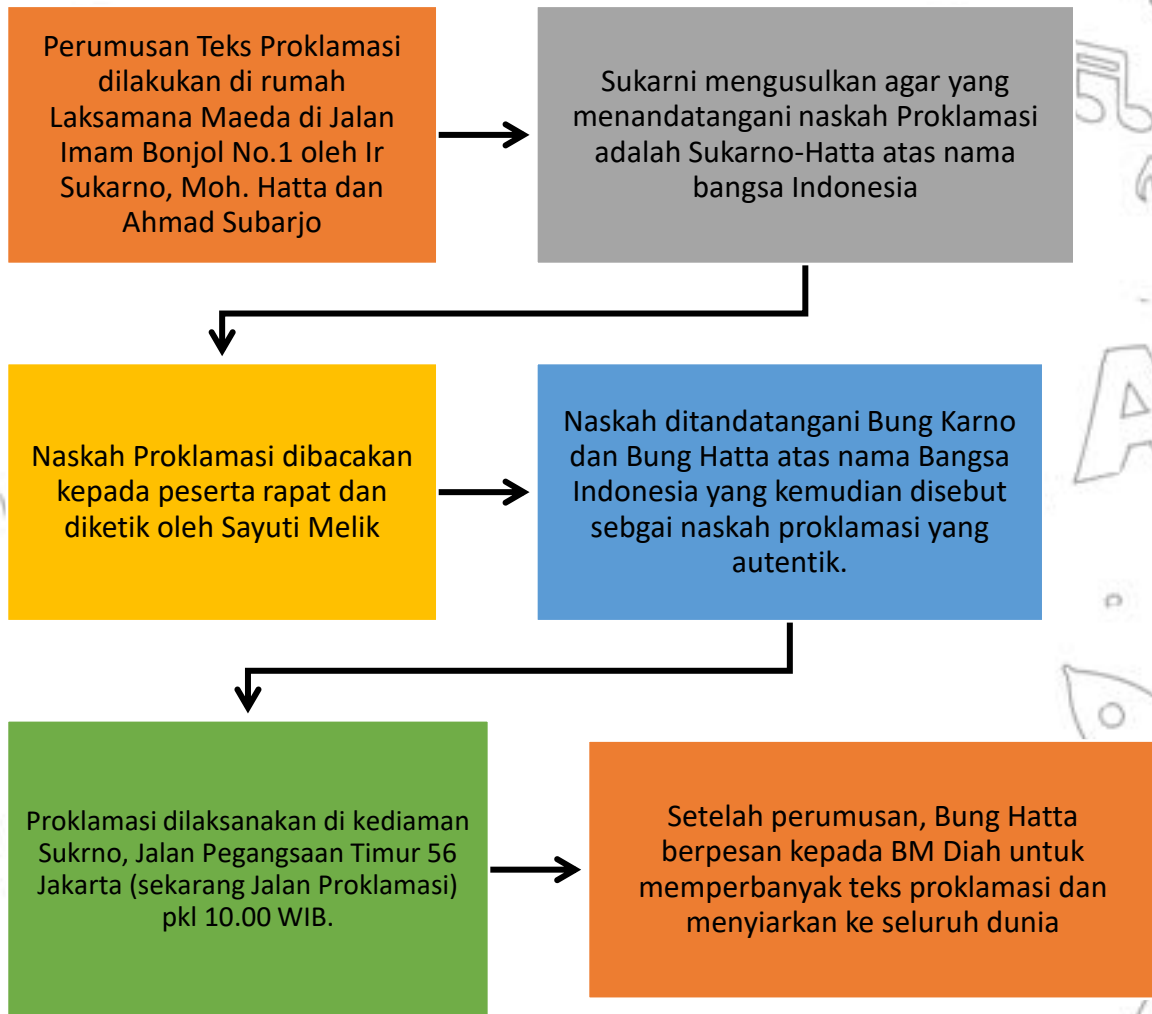 Perumusan Teks Proklamasi
dilakukan di rumah
Laksamana Maeda di Jalan
Imam Bonjol No.1 oleh Ir
Sukarno, Moh. Hatta dan
Ahmad Subarjo
Sukarni mengusulkan agar yang
menandatangani naskah Proklamasi
adalah Sukarno-Hatta atas nama
bangsa Indonesia
Naskah Proklamasi dibacakan
kepada peserta rapat dan
diketik oleh Sayuti Melik
Naskah ditandatangani Bung Karno
dan Bung Hatta atas nama Bangsa
Indonesia yang kemudian disebut
sebgai naskah proklamasi yang
autentik.
Proklamasi dilaksanakan di kediaman
Sukrno, Jalan Pegangsaan Timur 56
Jakarta (sekarang Jalan Proklamasi)
pkl 10.00 WIB.
Setelah perumusan, Bung Hatta
berpesan kepada BM Diah untuk
memperbanyak teks proklamasi dan
menyiarkan ke seluruh dunia